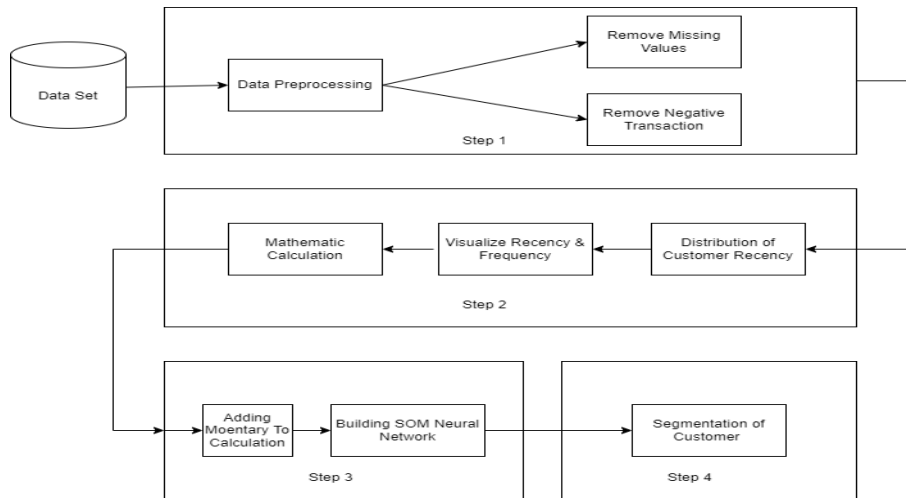 Data Set
Data Preprocessing
Remove Missing
Values
Remove Negative
Transaction
Step 1
Distribution of
Customer Recency
Visualize Recency &
Frequency
Mathematic
Calculation
Step 2
Adding
Moentary To
Calculation
Building SOM Neural
Network
Step 3
Segmentation of
Customer
Step 4